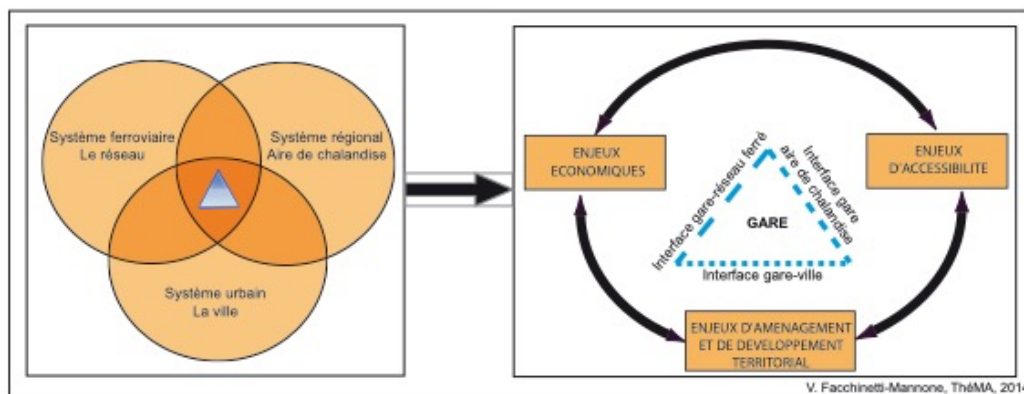 Système ferroviaire
Le réseau
Système régional
Aire de chalandise
Système urbain
La ville
ENJEUX
ECONOMIQUES
ENJEUX
D'ACCESSIBILITE
Interface gare-réseau ferré
Interface gare
aire de chalandise
GARE
Interface gare-ville
ENJEUX D'AMENAGEMENT
ET DE DEVELOPPEMENT
TERRITORIAL
V. Facchinetti-Mannone, ThéMA, 2014